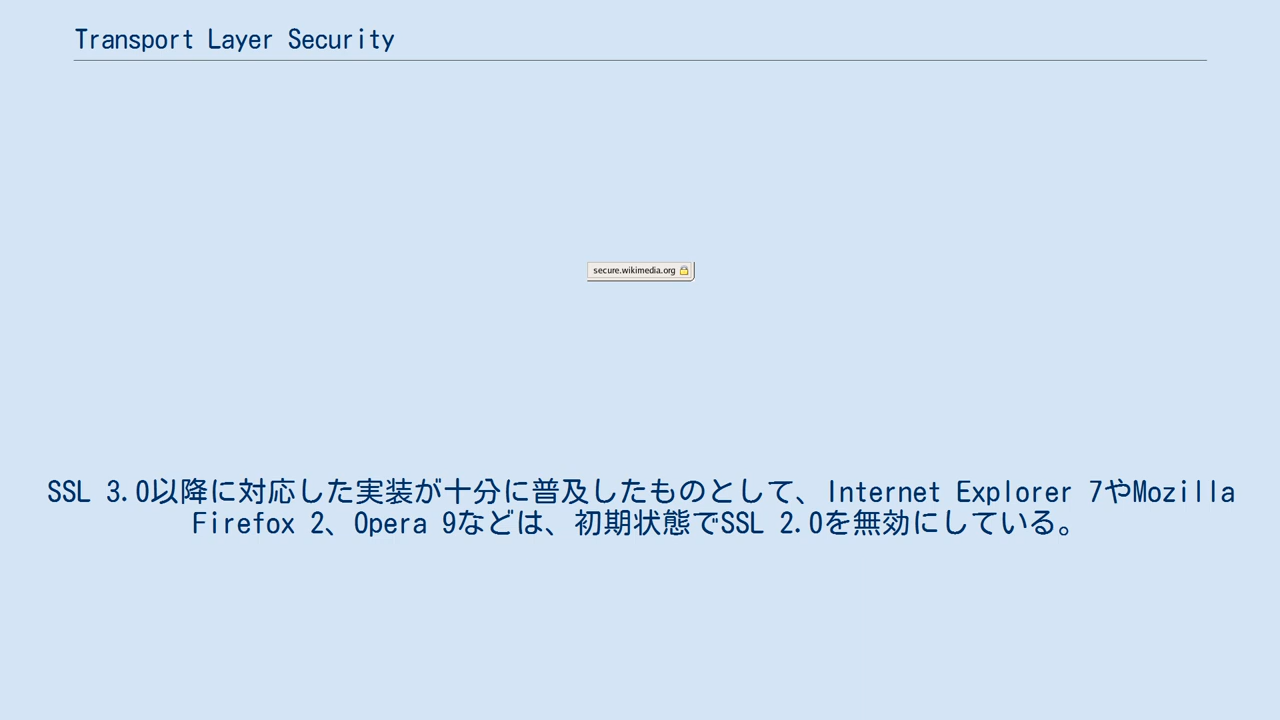 Transport Layer Security
secure.wikimedia.org
SSL 3.0以降に対応した実装が十分に普及したものとして、Internet Explorer 7やMozilla
Firefox 2、Opera 9などは、初期状態でSSL 2.0を無効にしている。